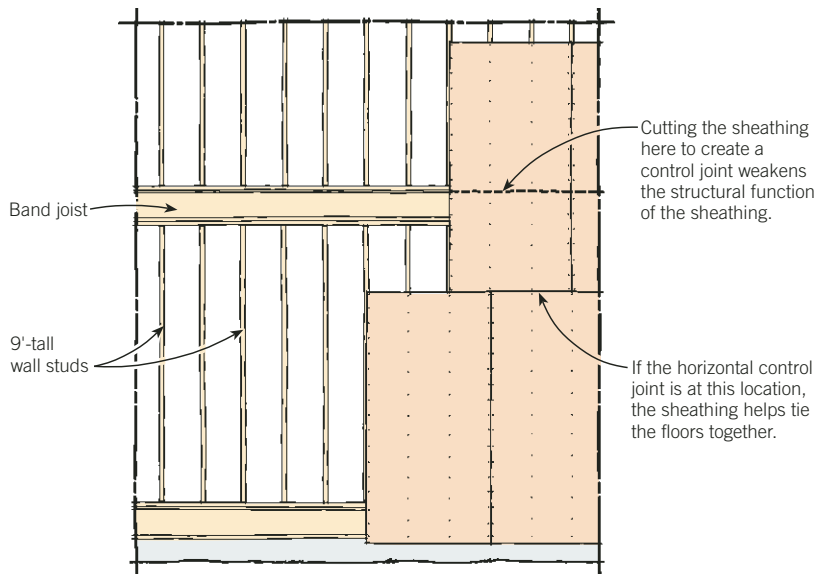 Cutting the sheathing
here to create a
control joint weakens
the structural function
of the sheathing.
Band joist
9'-tall
wall studs
If the horizontal control
joint is at this location,
the sheathing helps tie
the floors together.